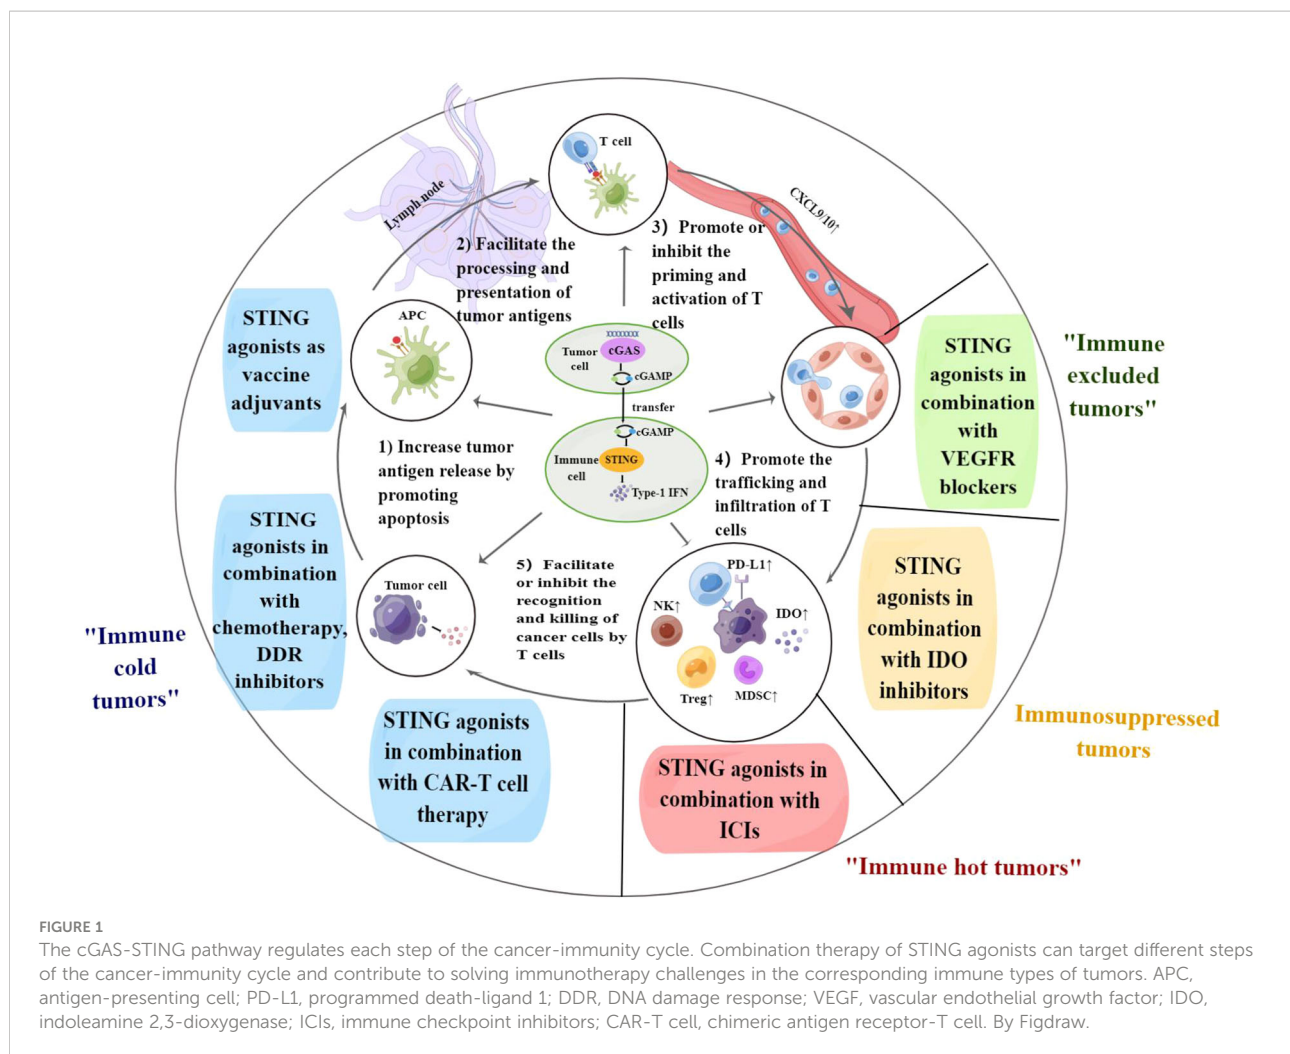 T cell
Lymph node
CXCL9/10↑
2) Facilitate the
processing and
presentation of
tumor antigens
3) Promote or
inhibit the
priming and
activation of T
cells
STING
agonists as
vaccine
adjuvants
APC
Tumor
cell
cGAS
cGAMP
transfer
cGAMP
Immune
cell
STING
Type-1 IFN
STING
agonists in
combination
with
VEGFR
blockers
"Immune
excluded
tumors"
1) Increase tumor
antigen release by
promoting
apoptosis
4) Promote the
trafficking and
infiltration of T
cells
STING
agonists in
combination
with
chemotherapy,
DDR
inhibitors
"Immune
cold
tumors"
Tumor cell
5) Facilitate
or inhibit the
recognition
and killing of
cancer cells by
T cells
PD-L1↑
NK↑
IDO↑
Treg↑
MDSC↑
STING
agonists in
combination
with IDO
inhibitors
Immunosuppressed
tumors
STING agonists
in combination
with CAR-T cell
therapy
STING agonists in
combination with
ICIs
"Immune hot tumors"
FIGURE 1
The cGAS-STING pathway regulates each step of the cancer-immunity cycle. Combination therapy of STING agonists can target different steps
of the cancer-immunity cycle and contribute to solving immunotherapy challenges in the corresponding immune types of tumors. APC,
antigen-presenting cell; PD-L1, programmed death-ligand 1; DDR, DNA damage response; VEGF, vascular endothelial growth factor; IDO,
indoleamine 2,3-dioxygenase; ICIs, immune checkpoint inhibitors; CAR-T cell, chimeric antigen receptor-T cell. By Figdraw.